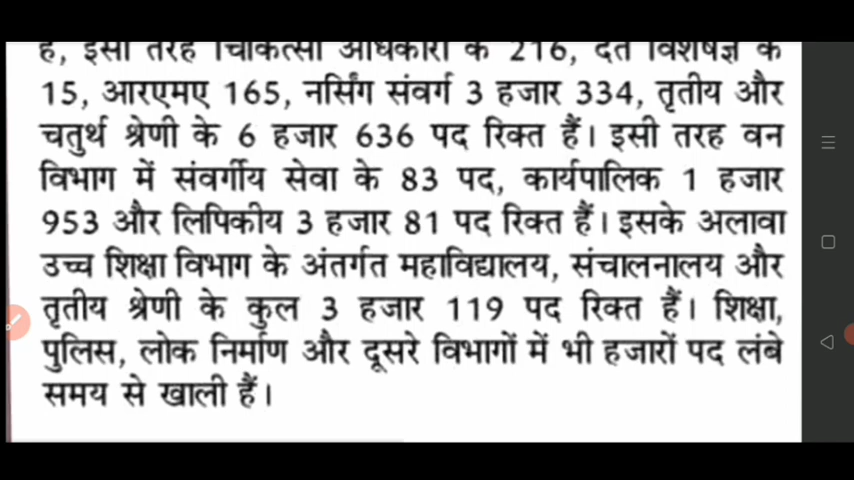 है, इसी तरह चिकित्सा अधिकारी के 216, दंत विशेषज्ञ के
15, आरएमए 165, नर्सिंग संवर्ग 3 हजार 334, तृतीय और
चतुर्थ श्रेणी के 6 हजार 636 पद रिक्त हैं। इसी तरह वन
विभाग में संवर्गीय सेवा के 83 पद, कार्यपालिक 1 हजार
953 और लिपिकीय 3 हजार 81 पद रिक्त हैं। इसके अलावा
उच्च शिक्षा विभाग के अंतर्गत महाविद्यालय, संचालनालय और
तृतीय श्रेणी के कुल 3 हजार 119 पद रिक्त हैं। शिक्षा,
पुलिस, लोक निर्माण और दूसरे विभागों में भी हजारों पद लंबे
समय से खाली हैं।